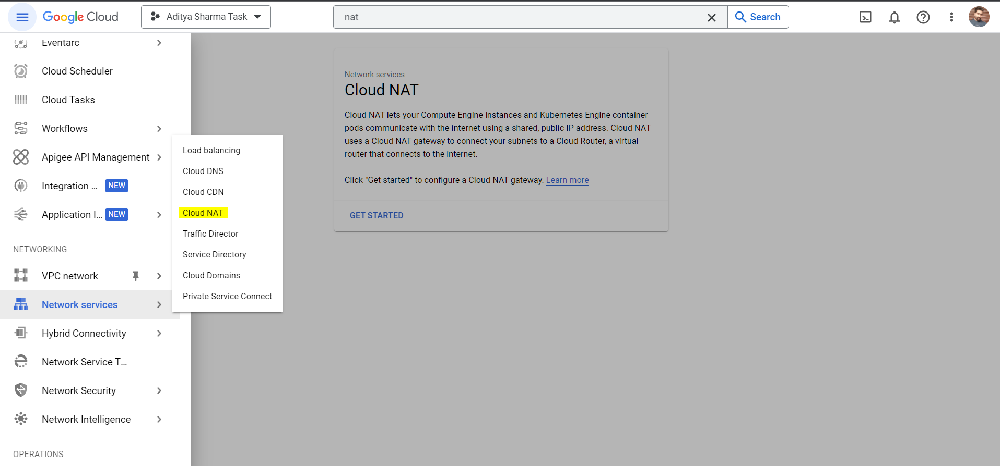 Google Cloud
Aditya Sharma Task
nat
Search
Eventarc
Cloud Scheduler
Cloud Tasks
Workflows
Apigee API Management
Integration ...
NEW
Application I...
NEW
NETWORKING
VPC network
Network services
Hybrid Connectivity
Network Service T...
Network Security
Network Intelligence
OPERATIONS
Load balancing
Cloud DNS
Cloud CDN
Cloud NAT
Traffic Director
Service Directory
Cloud Domains
Private Service Connect
Network services
Cloud NAT
Cloud NAT lets your Compute Engine instances and Kubernetes Engine container
pods communicate with the internet using a shared, public IP address. Cloud NAT
uses a Cloud NAT gateway to connect your subnets to a Cloud Router, a virtual
router that connects to the internet.
Click "Get started" to configure a Cloud NAT gateway. Learn more
GET STARTED